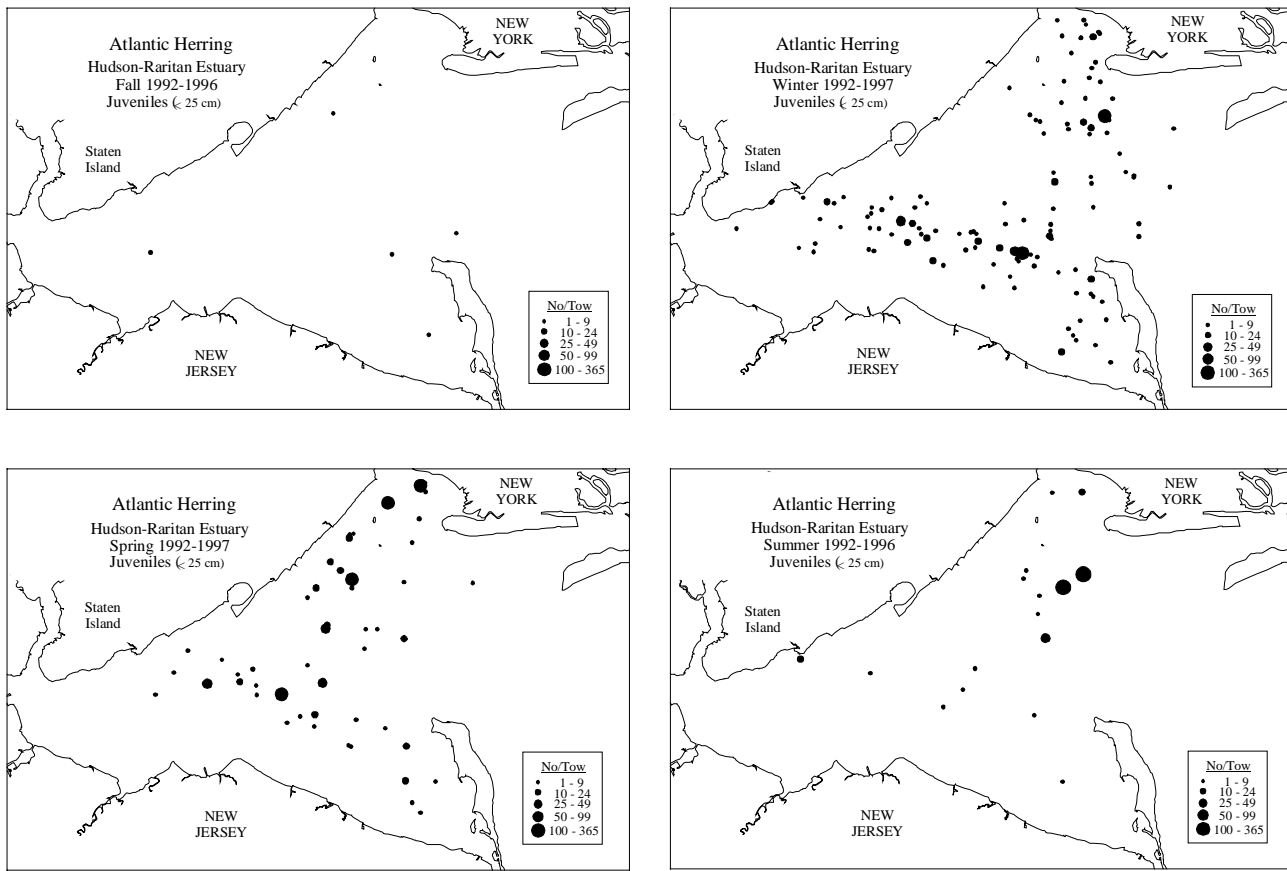 Atlantic Herring
Hudson-Raritan Estuary
Fall 1992-1996
Juveniles (< 25 cm)
NEW
YORK
Staten
Island
NEW
JERSEY
No/Tow
1 - 9
10 - 24
25 - 49
50 - 99
100 - 365
Atlantic Herring
Hudson-Raritan Estuary
Winter 1992-1997
Juveniles (< 25 cm)
NEW
YORK
Staten
Island
NEW
JERSEY
No/Tow
1 - 9
10 - 24
25 - 49
50 - 99
100 - 365
Atlantic Herring
Hudson-Raritan Estuary
Spring 1992-1997
Juveniles (< 25 cm)
NEW
YORK
Staten
Island
NEW
JERSEY
No/Tow
1 - 9
10 - 24
25 - 49
50 - 99
100 - 365
Atlantic Herring
Hudson-Raritan Estuary
Summer 1992-1996
Juveniles (< 25 cm)
NEW
YORK
Staten
Island
NEW
JERSEY
No/Tow
1 - 9
10 - 24
25 - 49
50 - 99
100 - 365